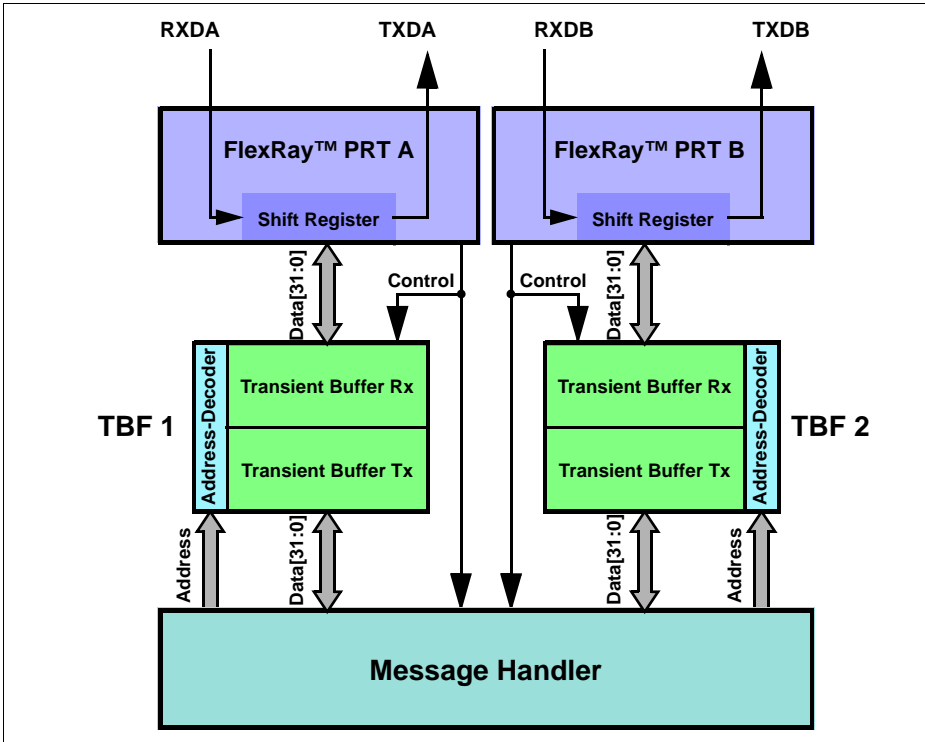 RXDA TXDA RXDB TXDB
FlexRay™ PRT A
FlexRay™ PRT B
Shift Register
Shift Register
Data[31:0]
Control
Control
Data[31:0]
TBF 1
Address-Decoder
Transient Buffer Rx
Transient Buffer Tx
Transient Buffer Rx
Transient Buffer Tx
Address-Decoder
TBF 2
Address
Data[31:0]
Data[31:0]
Address
Message Handler